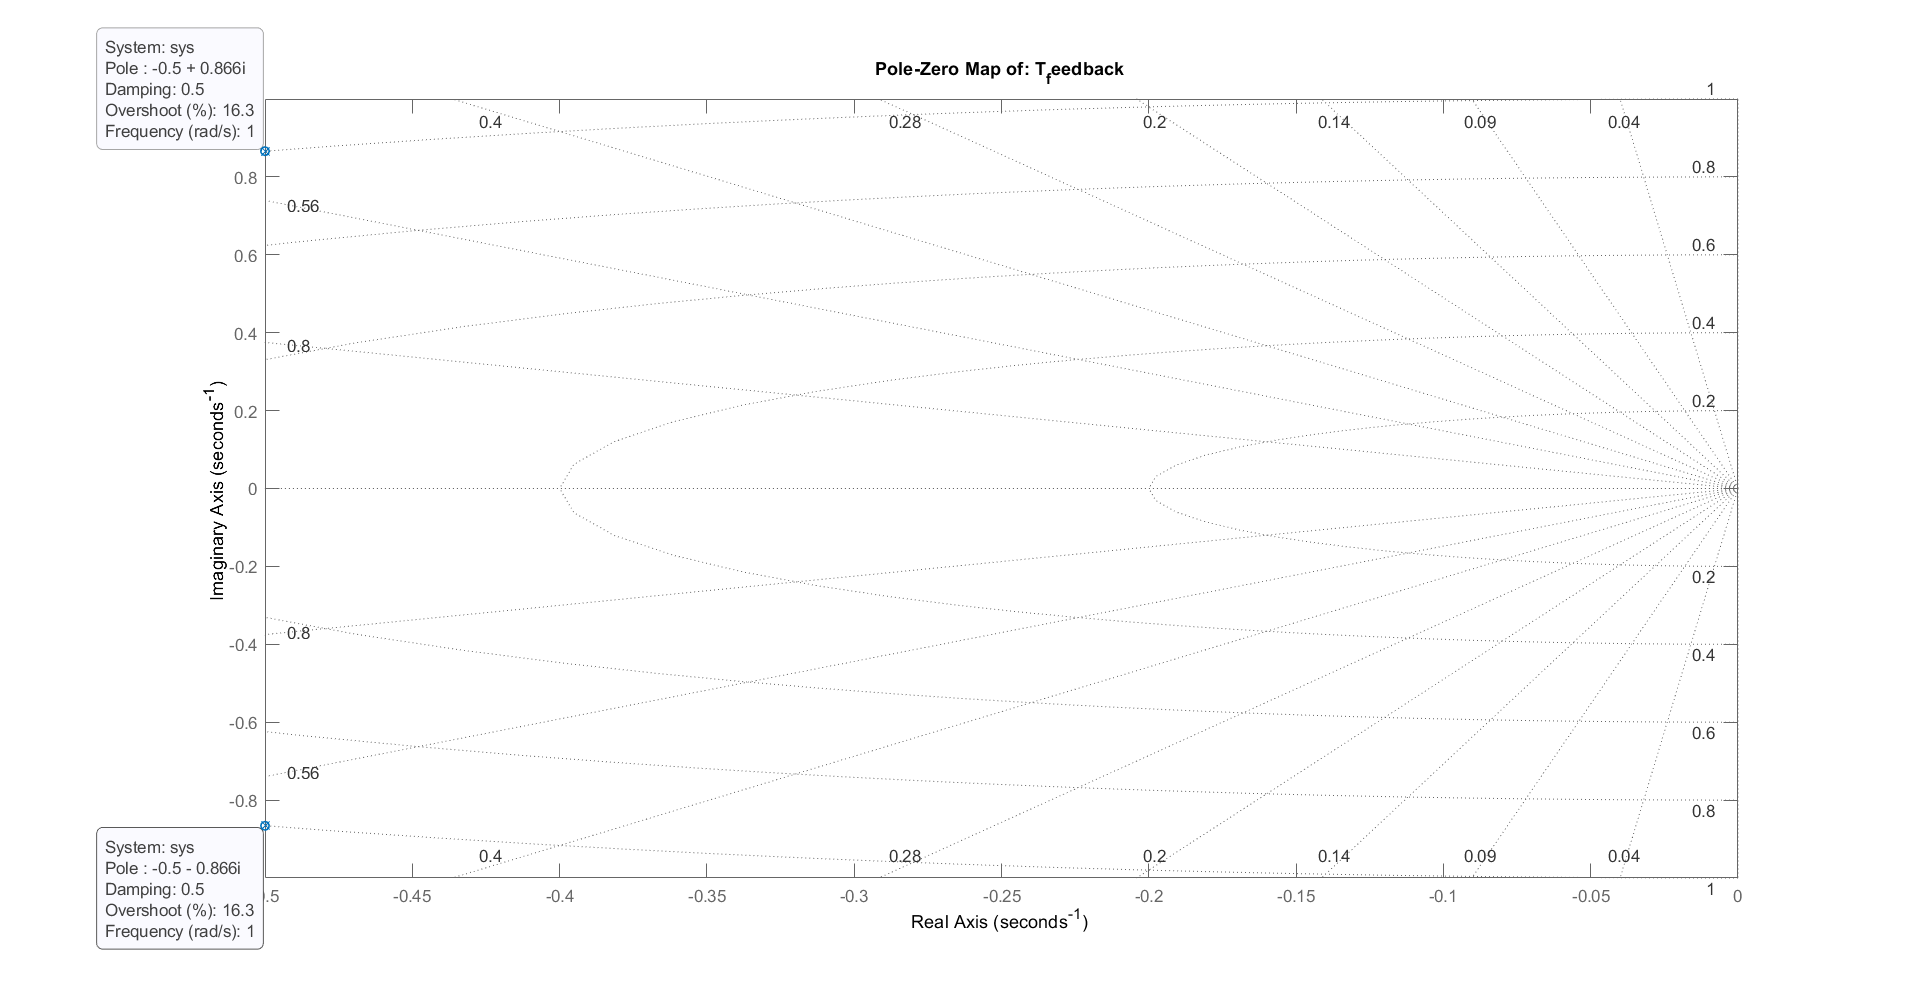 System: sys
Pole : -0.5 + 0.866i
Damping: 0.5
Overshoot (%): 16.3
Frequency (rad/s): 1
Pole-Zero Map of: T_feedback
1
0.4 0.28 0.2 0.14 0.09 0.04
0.8
0.8
0.56
0.6
0.6
0.4
0.4
0.8
0.2
0.2
0
Imaginary Axis (seconds^-1)
-0.2
0.2
0.8
-0.4
0.4
-0.6
0.6
0.56
-0.8
0.8
0.4 0.28 0.2 0.14 0.09 0.04
1
System: sys
Pole : -0.5 - 0.866i
Damping: 0.5
Overshoot (%): 16.3
Frequency (rad/s): 1
.5 -0.45 -0.4 -0.35 -0.3 -0.25 -0.2 -0.15 -0.1 -0.05 0
Real Axis (seconds^-1)